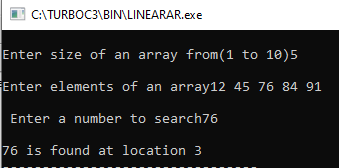 C:\TURBOC3\BIN\LINEARAR.exe
Enter size of an array from(1 to 10)5
Enter elements of an array12 45 76 84 91
Enter a number to search76
76 is found at location 3